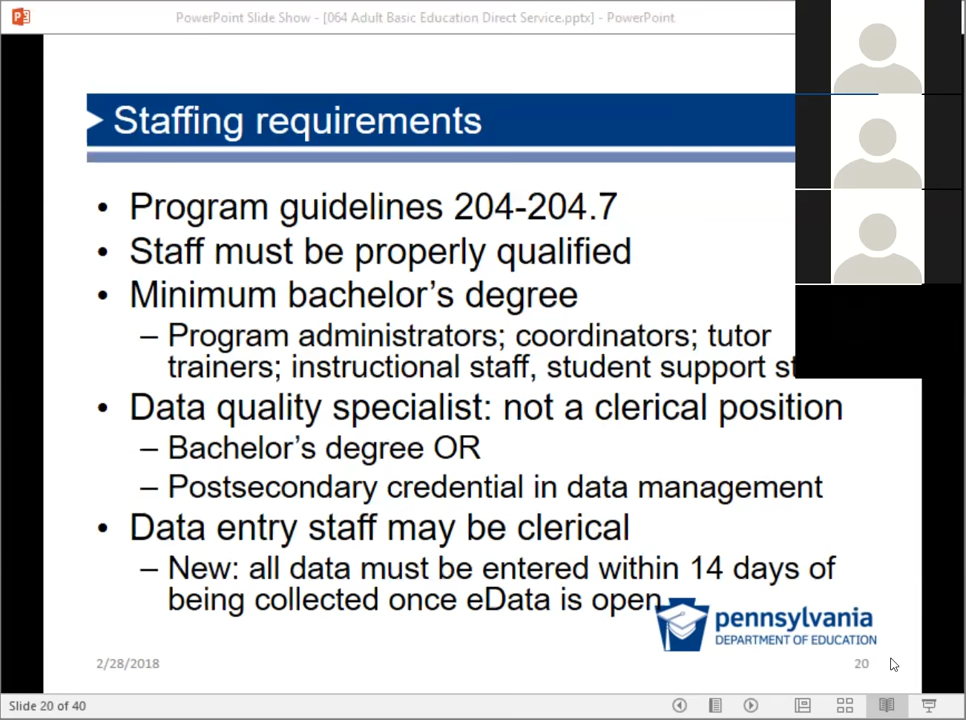 PowerPoint Slide Show - [064 Adult Basic Education Direct Service.pptx] - PowerPoint
Staffing requirements
• Program guidelines 204-204.7
• Staff must be properly qualified
• Minimum bachelor's degree
– Program administrators; coordinators; tutor
trainers; instructional staff, student support
• Data quality specialist: not a clerical position
– Bachelor's degree OR
– Postsecondary credential in data management
• Data entry staff may be clerical
– New: all data must be entered within 14 days of
being collected once eData is open
pennsylvania
DEPARTMENT OF EDUCATION
2/28/2018
20
Slide 20 of 40